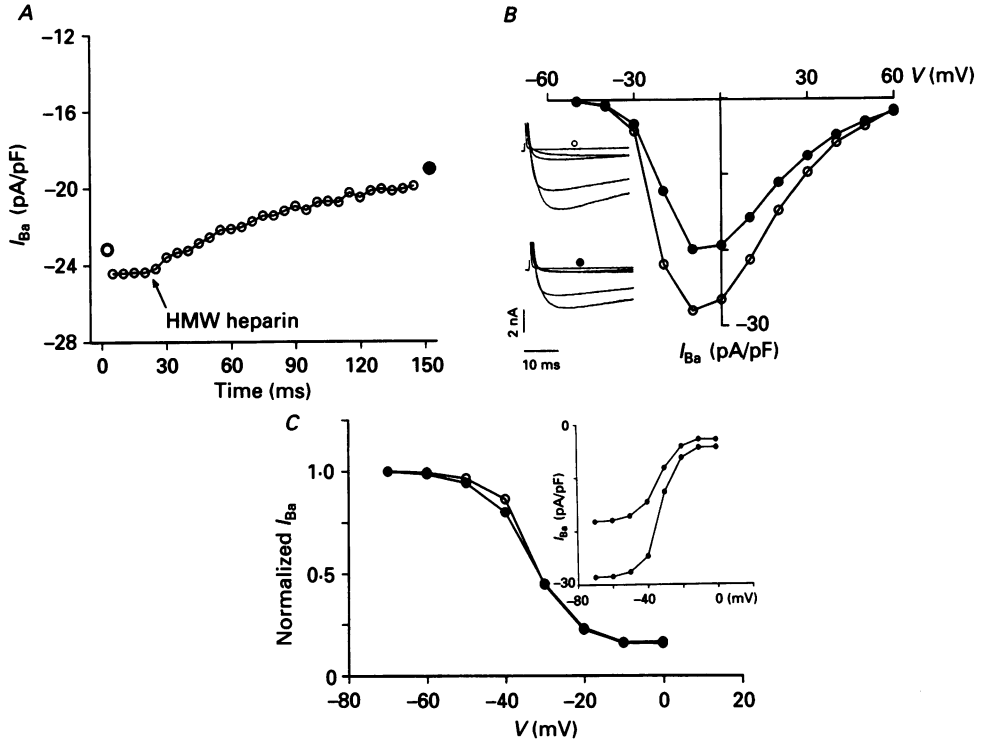 A
−12
−16
−20
−24
−28
I_Ba (pA/pF)
HMW heparin
0 30 60 90 120 150
Time (ms)
B
−60 −30 30 60 V (mV)
2 nA
10 ms
−30
I_Ba (pA/pF)
C
1·0
0·5
0
Normalized I_Ba
−80 −60 −40 −20 0 20
V (mV)
0
−30
I_Ba (pA/pF)
−80 −40 0 (mV)